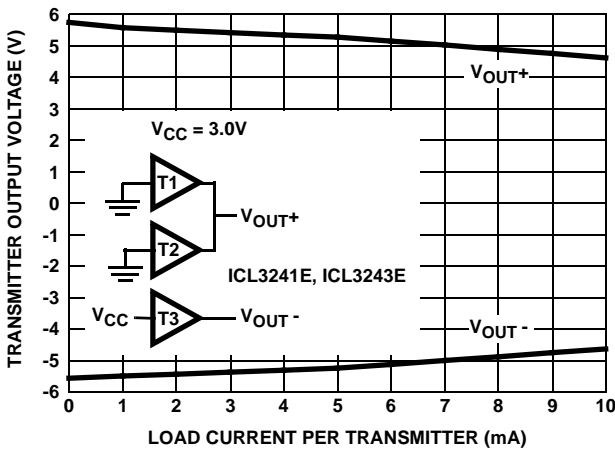 TRANSMITTER OUTPUT VOLTAGE (V)
6
5
4
3
2
1
0
-1
-2
-3
-4
-5
-6
VOUT+
VCC = 3.0V
T1
VOUT+
T2
ICL3241E, ICL3243E
VCC T3 VOUT -
VOUT -
0 1 2 3 4 5 6 7 8 9 10
LOAD CURRENT PER TRANSMITTER (mA)